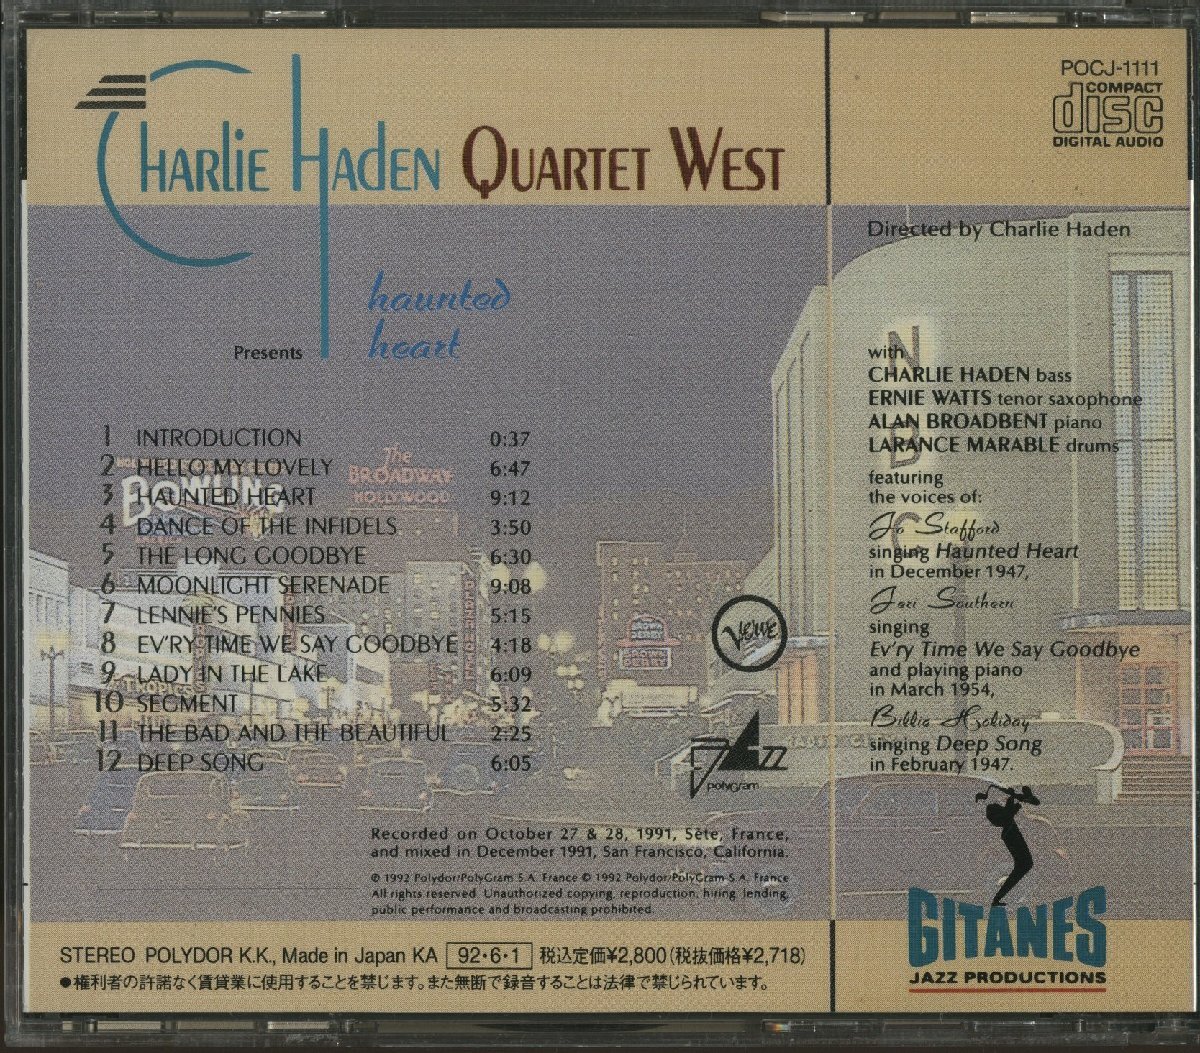 POCJ-1111
COMPACT
disc
DIGITAL AUDIO
CHARLIE HADEN QUARTET WEST
Presents
haunted
heart
1 INTRODUCTION 0:37
2 HELLO MY LOVELY 6:47
3 HAUNTED HEART 9:12
4 DANCE OF THE INFIDELS 3:50
5 THE LONG GOODBYE 6:30
6 MOONLIGHT SERENADE 9:08
7 LENNIE'S PENNIES 5:15
8 EV'RY TIME WE SAY GOODBYE 4:18
9 LADY IN THE LAKE 6:09
10 SEGMENT 5:32
11 THE BAD AND THE BEAUTIFUL 2:25
12 DEEP SONG 6:05
The
BROADWAY
HOLLYWOOD
BOWLING
TROPICS
VERVE
JAZZ
polygram
Recorded on October 27 & 28, 1991, Sète, France,
and mixed in December 1991, San Francisco, California.
℗ 1992 Polydor/PolyGram S.A. France © 1992 Polydor/PolyGram S.A. France
All rights reserved. Unauthorized copying, reproduction, hiring, lending,
public performance and broadcasting prohibited.
Directed by Charlie Haden
NBC
with
CHARLIE HADEN bass
ERNIE WATTS tenor saxophone
ALAN BROADBENT piano
LARANCE MARABLE drums
featuring
the voices of:
Jo Stafford
singing Haunted Heart
in December 1947,
Jeri Southern
singing
Ev'ry Time We Say Goodbye
and playing piano
in March 1954,
Billie Holiday
singing Deep Song
in February 1947.
GITANES
JAZZ PRODUCTIONS
STEREO POLYDOR K.K., Made in Japan KA 92・6・1 税込定価¥2,800(税抜価格¥2,718)
●権利者の許諾なく賃貸業に使用することを禁じます。また無断で録音することは法律で禁じられています。